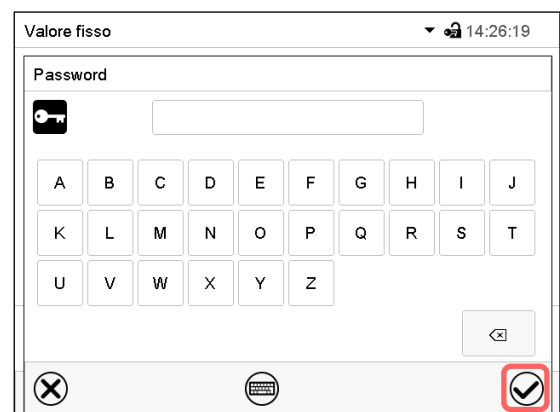 Valore fisso 14:26:19
Password
A B C D E F G H I J
K L M N O P Q R S T
U V W X Y Z